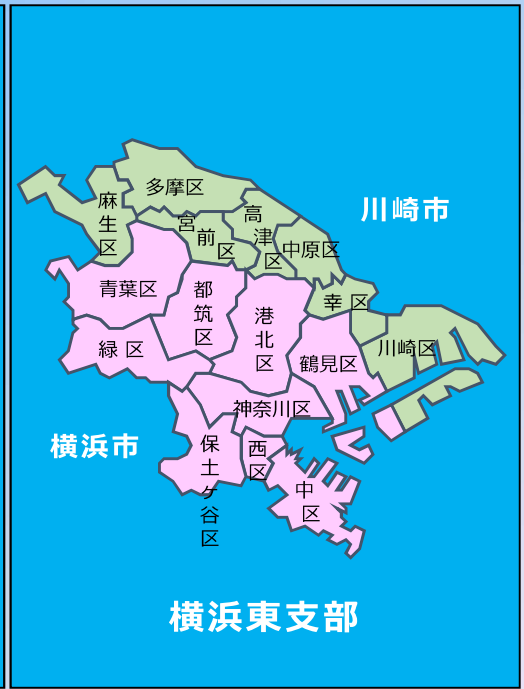 多摩区
麻生区
川崎市
宮前区
高津区
中原区
青葉区
都筑区
幸区
港北区
川崎区
緑区
鶴見区
神奈川区
横浜市
保土ヶ谷区
西区
中区
横浜東支部